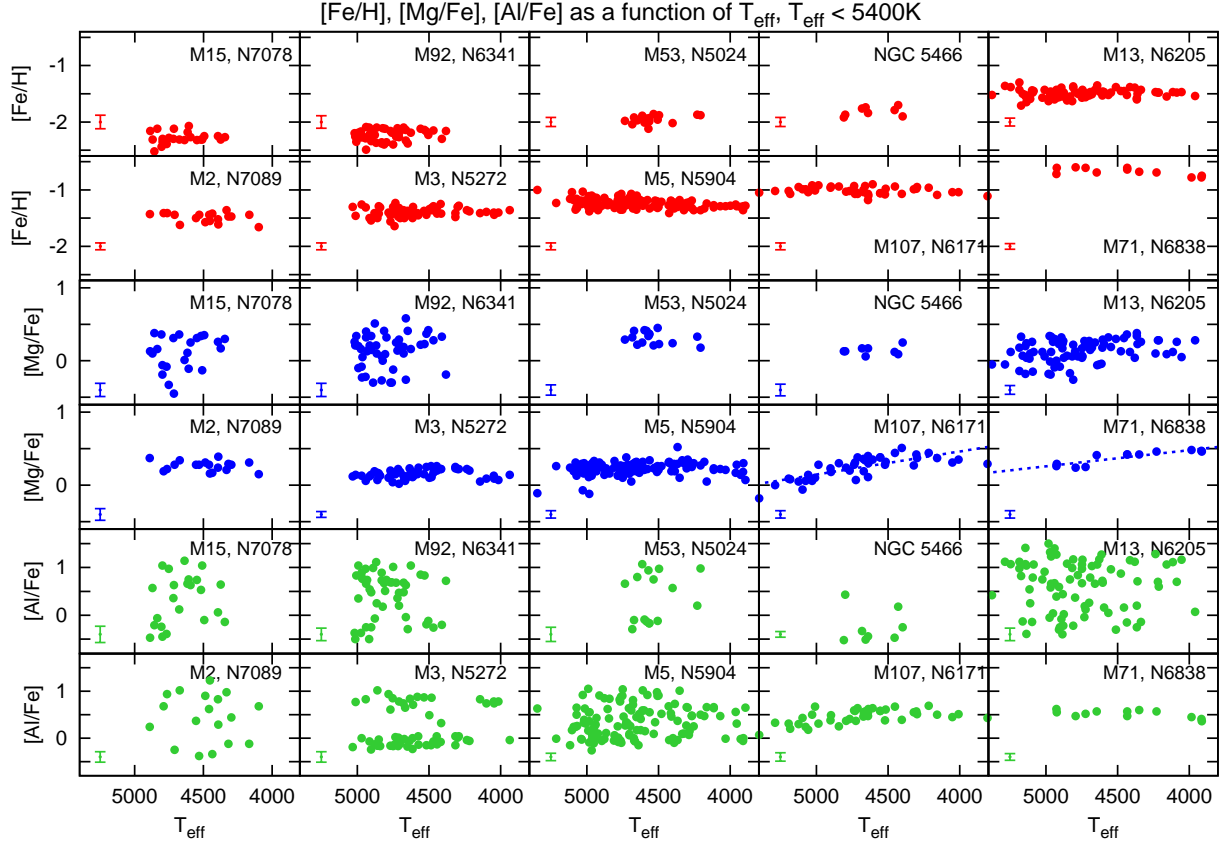 [Fe/H], [Mg/Fe], [Al/Fe] as a function of T_eff, T_eff < 5400K
[Fe/H]
-1
-2
M15, N7078
M92, N6341
M53, N5024
NGC 5466
M13, N6205
[Fe/H]
-1
-2
M2, N7089
M3, N5272
M5, N5904
M107, N6171
M71, N6838
[Mg/Fe]
1
0
M15, N7078
M92, N6341
M53, N5024
NGC 5466
M13, N6205
[Mg/Fe]
1
0
M2, N7089
M3, N5272
M5, N5904
M107, N6171
M71, N6838
[Al/Fe]
1
0
M15, N7078
M92, N6341
M53, N5024
NGC 5466
M13, N6205
[Al/Fe]
1
0
M2, N7089
M3, N5272
M5, N5904
M107, N6171
M71, N6838
5000 4500 4000 5000 4500 4000 5000 4500 4000 5000 4500 4000 5000 4500 4000
T_eff T_eff T_eff T_eff T_eff